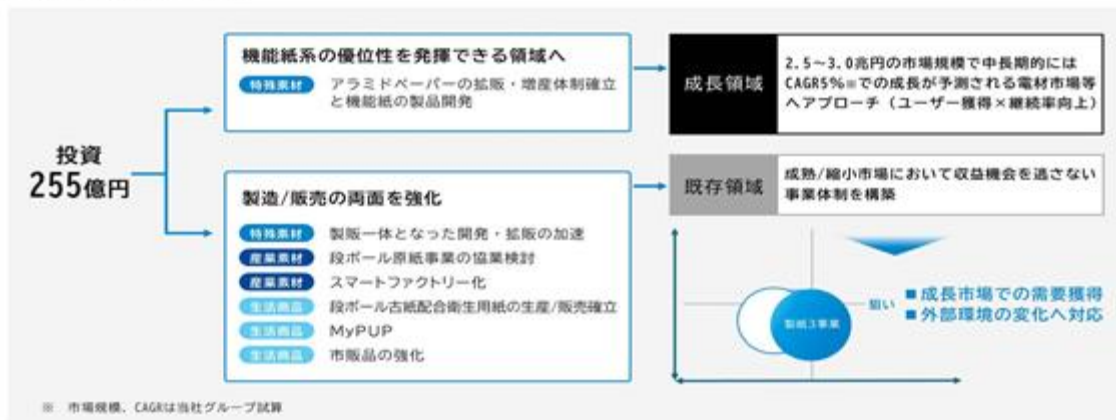 投資
255億円
機能紙系の優位性を発揮できる領域へ
特殊素材 アラミドペーパーの拡販・増産体制確立
と機能紙の製品開発
成長領域
2.5~3.0兆円の市場規模で中長期的には
CAGR5%※での成長が予測される電材市場等
へアプローチ(ユーザー獲得×継続率向上)
製造/販売の両面を強化
特殊素材 製販一体となった開発・拡販の加速
産業素材 段ボール原紙事業の協業検討
産業素材 スマートファクトリー化
生活商品 段ボール古紙配合衛生用紙の生産/販売確立
生活商品 MyPUP
生活商品 市販品の強化
既存領域
成熟/縮小市場において収益機会を逃さない
事業体制を構築
製紙3事業
狙い
■成長市場での需要獲得
■外部環境の変化へ対応
※ 市場規模、CAGRは当社グループ試算